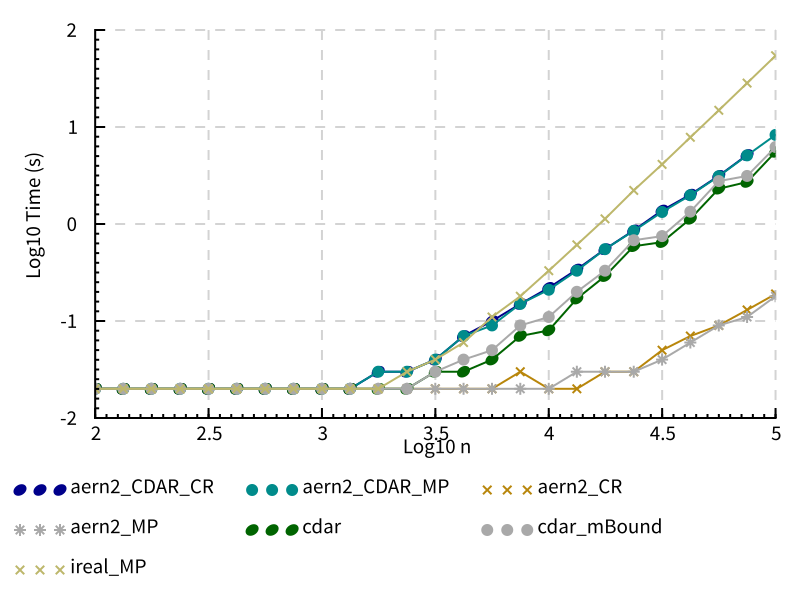 2
1
0
-1
-2
Log10 Time (s)
2 2.5 3 3.5 4 4.5 5
Log10 n
aern2_CDAR_CR aern2_CDAR_MP aern2_CR
aern2_MP cdar cdar_mBound
ireal_MP